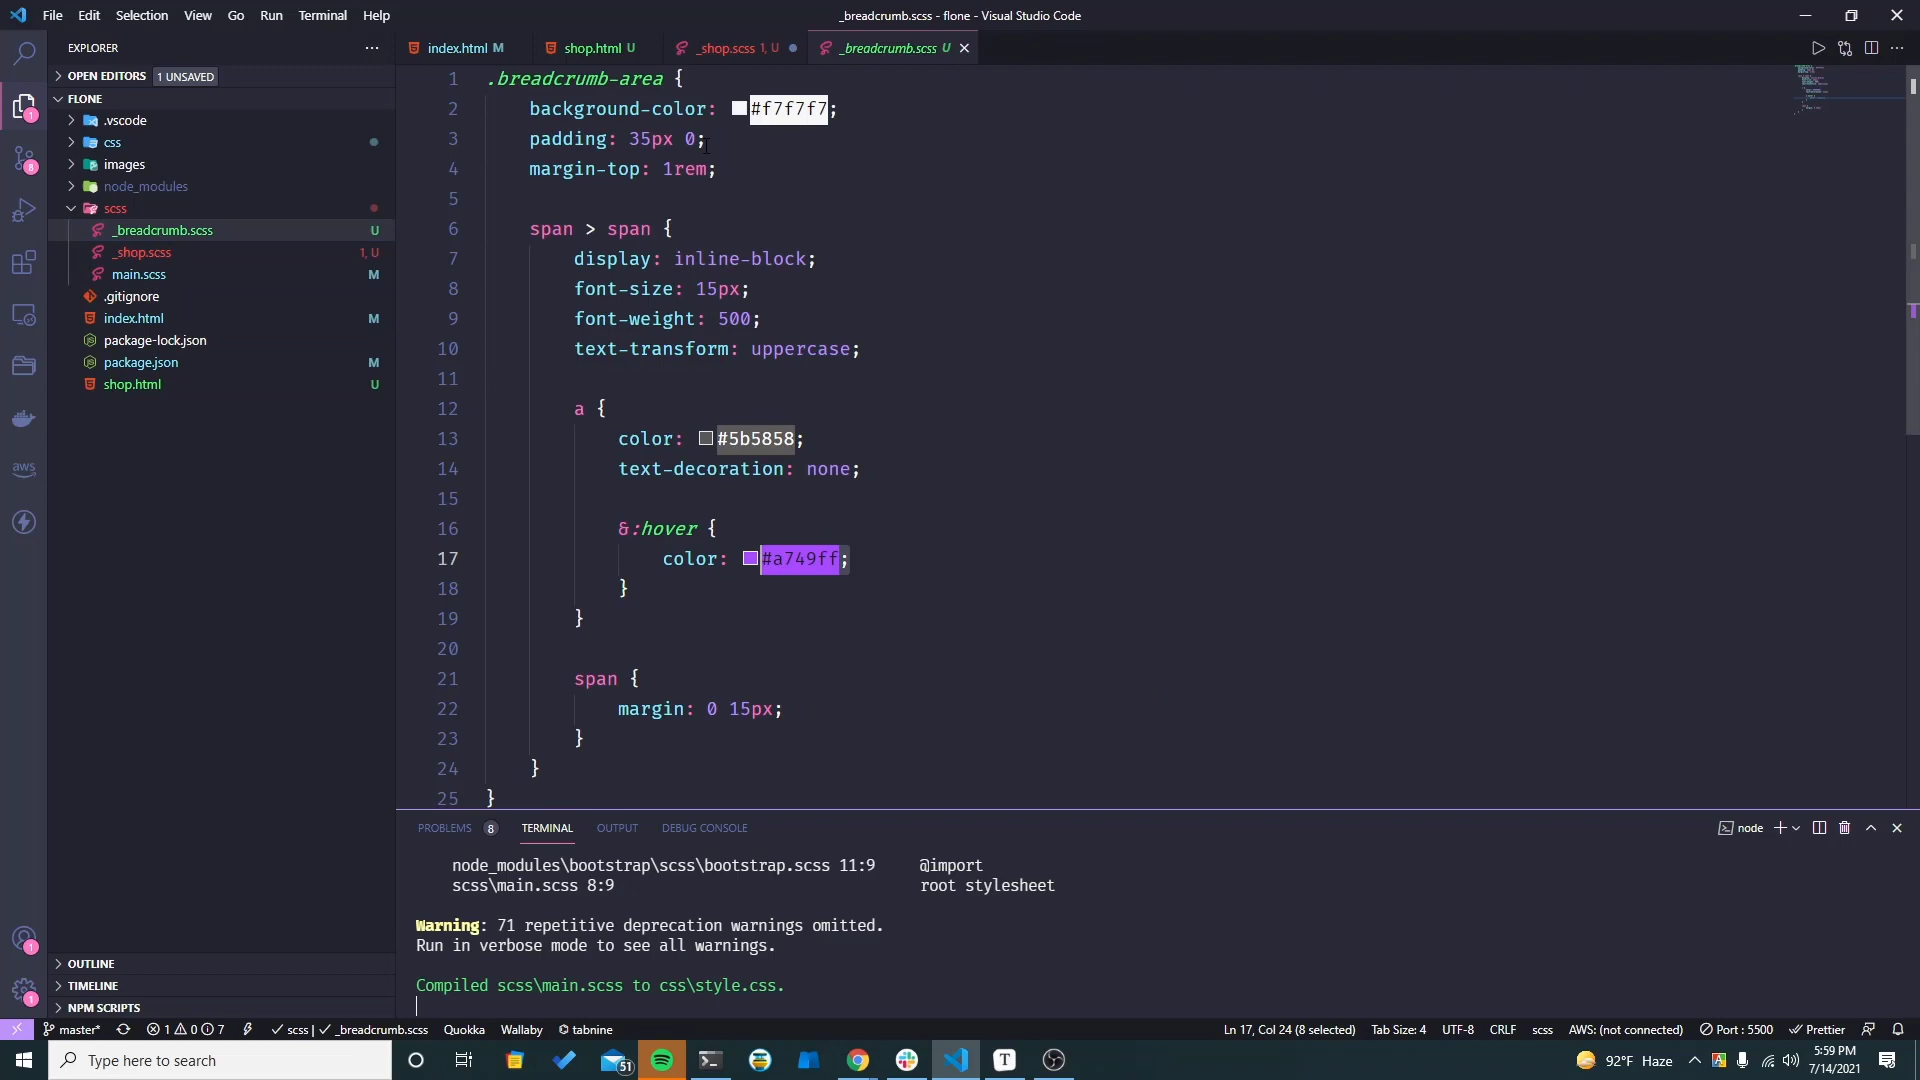 File Edit Selection View Go Run Terminal Help
_breadcrumb.scss - flone - Visual Studio Code
EXPLORER
OPEN EDITORS 1 UNSAVED
FLONE
.vscode
css
images
node_modules
scss
_breadcrumb.scss U
_shop.scss 1, U
main.scss M
.gitignore
index.html M
package-lock.json
package.json M
shop.html U
OUTLINE
TIMELINE
NPM SCRIPTS
index.html M shop.html U _shop.scss 1, U _breadcrumb.scss U
1 .breadcrumb-area {
2 background-color: #f7f7f7;
3 padding: 35px 0;
4 margin-top: 1rem;
5
6 span > span {
7 display: inline-block;
8 font-size: 15px;
9 font-weight: 500;
10 text-transform: uppercase;
11
12 a {
13 color: #5b5858;
14 text-decoration: none;
15
16 &:hover {
17 color: #a749ff;
18 }
19 }
20
21 span {
22 margin: 0 15px;
23 }
24 }
25 }
PROBLEMS 8 TERMINAL OUTPUT DEBUG CONSOLE
node
node_modules\bootstrap\scss\bootstrap.scss 11:9 @import
scss\main.scss 8:9 root stylesheet
Warning: 71 repetitive deprecation warnings omitted.
Run in verbose mode to see all warnings.
Compiled scss\main.scss to css\style.css.
master* 1 0 7 scss | _breadcrumb.scss Quokka Wallaby tabnine
Ln 17, Col 24 (8 selected) Tab Size: 4 UTF-8 CRLF scss AWS: (not connected) Port : 5500 Prettier
Type here to search
51
T
92°F Haze
A
5:59 PM
7/14/2021
1
8
aws
1
1